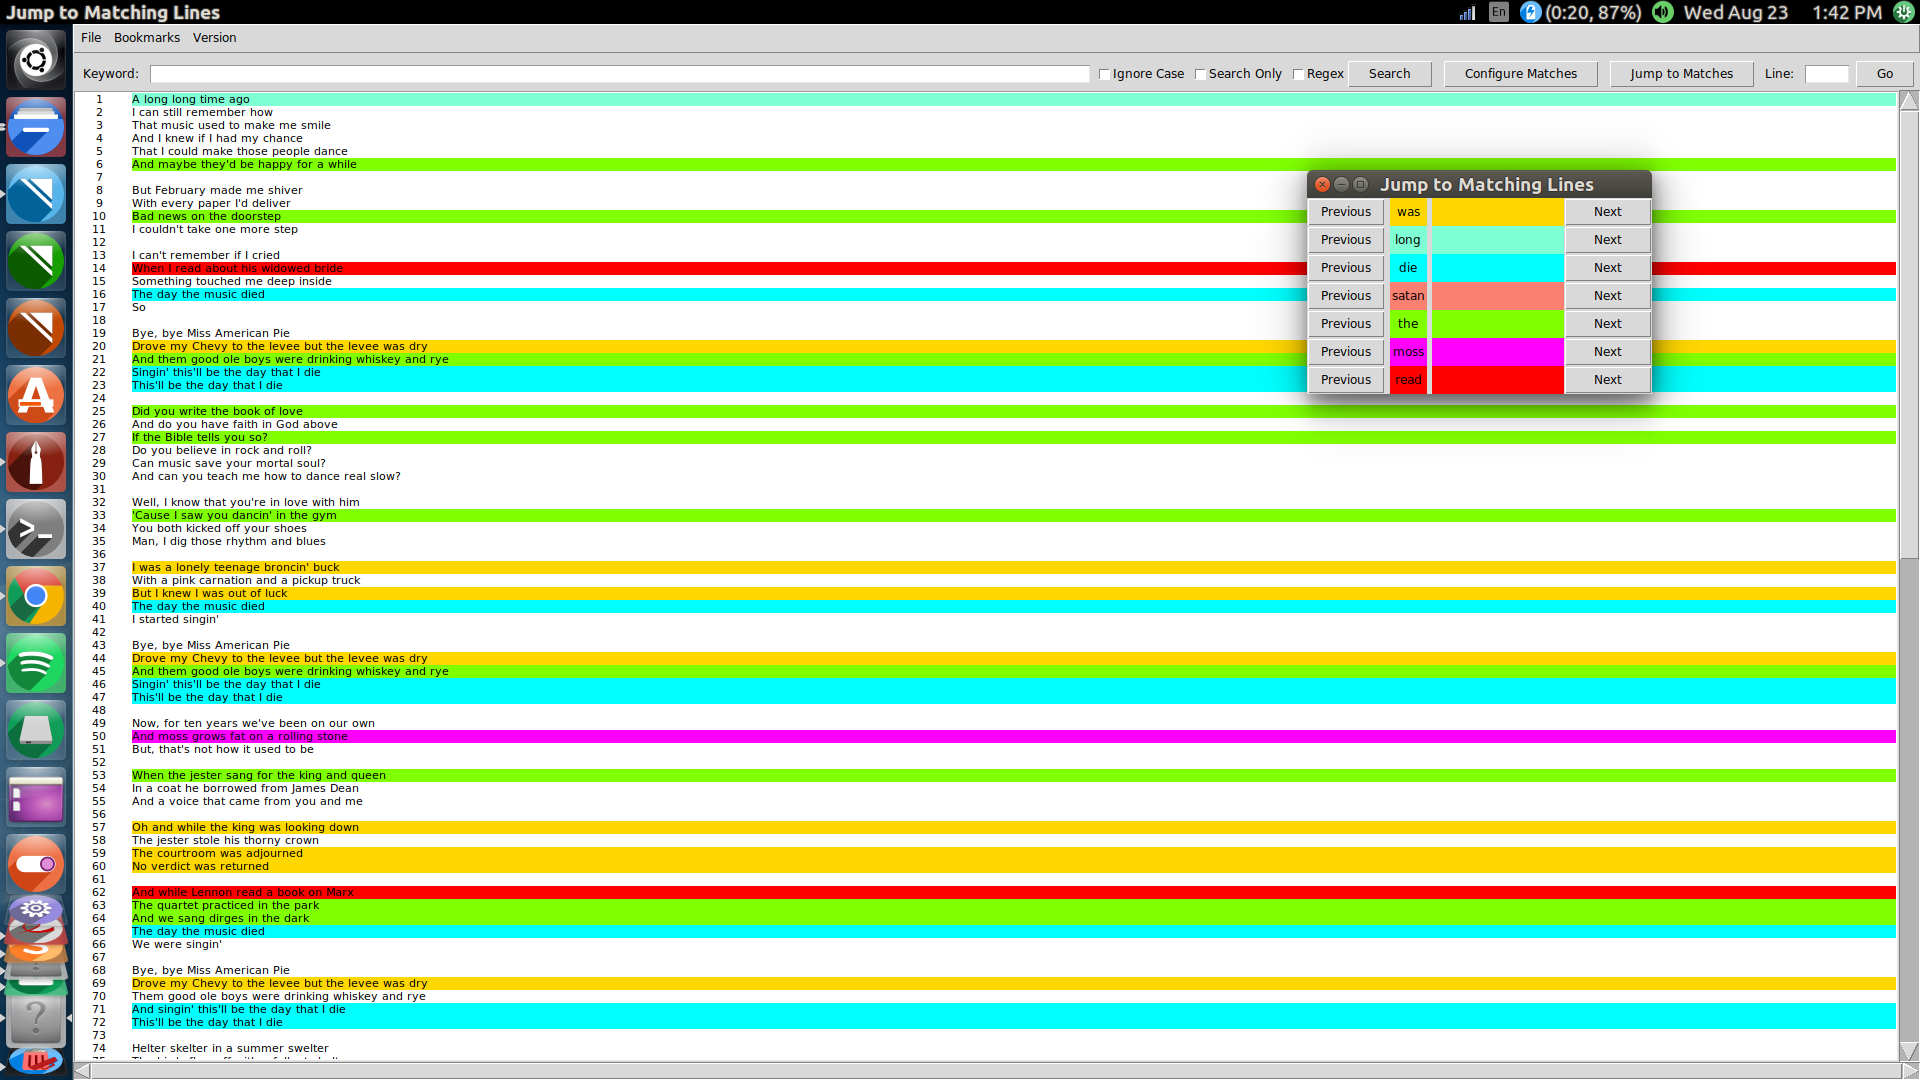 Jump to Matching Lines
En
(0:20, 87%)
Wed Aug 23
1:42 PM
File Bookmarks Version
Keyword: Ignore Case Search Only Regex Search Configure Matches Jump to Matches Line: Go
1 A long long time ago
2 I can still remember how
3 That music used to make me smile
4 And I knew if I had my chance
5 That I could make those people dance
6 And maybe they'd be happy for a while
7
8 But February made me shiver
9 With every paper I'd deliver
10 Bad news on the doorstep
11 I couldn't take one more step
12
13 I can't remember if I cried
14 When I read about his widowed bride
15 Something touched me deep inside
16 The day the music died
17 So
18
19 Bye, bye Miss American Pie
20 Drove my Chevy to the levee but the levee was dry
21 And them good ole boys were drinking whiskey and rye
22 Singin' this'll be the day that I die
23 This'll be the day that I die
24
25 Did you write the book of love
26 And do you have faith in God above
27 If the Bible tells you so?
28 Do you believe in rock and roll?
29 Can music save your mortal soul?
30 And can you teach me how to dance real slow?
31
32 Well, I know that you're in love with him
33 'Cause I saw you dancin' in the gym
34 You both kicked off your shoes
35 Man, I dig those rhythm and blues
36
37 I was a lonely teenage broncin' buck
38 With a pink carnation and a pickup truck
39 But I knew I was out of luck
40 The day the music died
41 I started singin'
42
43 Bye, bye Miss American Pie
44 Drove my Chevy to the levee but the levee was dry
45 And them good ole boys were drinking whiskey and rye
46 Singin' this'll be the day that I die
47 This'll be the day that I die
48
49 Now, for ten years we've been on our own
50 And moss grows fat on a rolling stone
51 But, that's not how it used to be
52
53 When the jester sang for the king and queen
54 In a coat he borrowed from James Dean
55 And a voice that came from you and me
56
57 Oh and while the king was looking down
58 The jester stole his thorny crown
59 The courtroom was adjourned
60 No verdict was returned
61
62 And while Lennon read a book on Marx
63 The quartet practiced in the park
64 And we sang dirges in the dark
65 The day the music died
66 We were singin'
67
68 Bye, bye Miss American Pie
69 Drove my Chevy to the levee but the levee was dry
70 Them good ole boys were drinking whiskey and rye
71 And singin' this'll be the day that I die
72 This'll be the day that I die
73
74 Helter skelter in a summer swelter
Jump to Matching Lines
Previous was Next
Previous long Next
Previous die Next
Previous satan Next
Previous the Next
Previous moss Next
Previous read Next